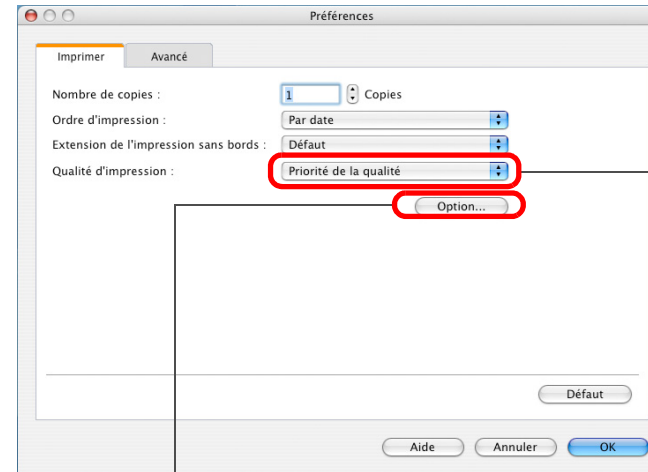 Préférences
Imprimer Avancé
Nombre de copies : 1 Copies
Ordre d'impression : Par date
Extension de l'impression sans bords : Défaut
Qualité d'impression : Priorité de la qualité
Option...
Défaut
Aide Annuler OK